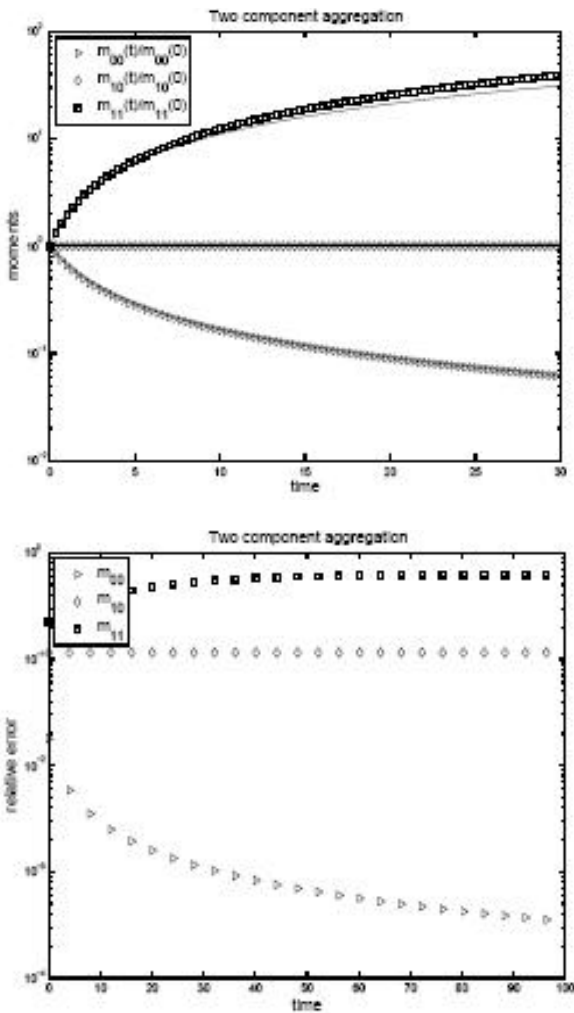 Two component aggregation
m00(t)/m00(0)
m10(t)/m10(0)
m11(t)/m11(0)
moments
0 5 10 15 20 25 30
time
Two component aggregation
m00
m10
m11
relative error
0 10 20 30 40 50 60 70 80 90 100
time